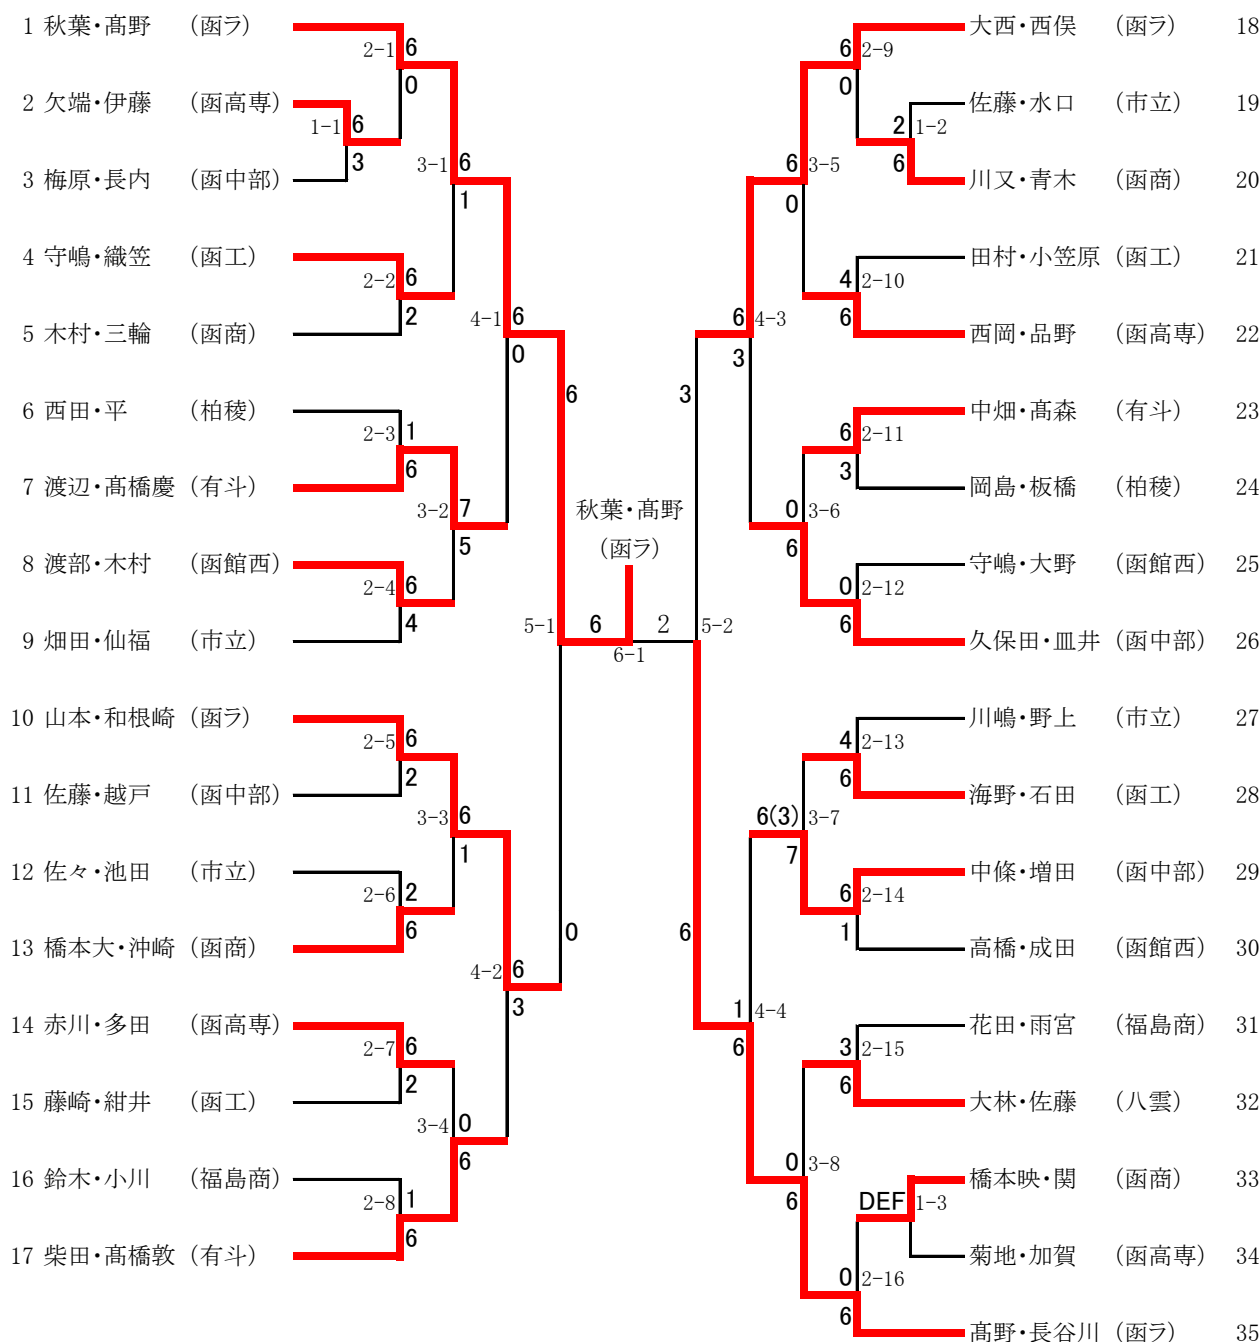 1 秋葉・髙野 (函ラ)
2-1 6
0
2 欠端・伊藤 (函高専)
1-1 6
3
3 梅原・長内 (函中部)
3-1 6
1
4 守嶋・織笠 (函工)
2-2 6
2
5 木村・三輪 (函商)
4-1 6
0
6 西田・平 (柏稜)
2-3 1
6
7 渡辺・髙橋慶 (有斗)
3-2 7
5
8 渡部・木村 (函館西)
2-4 6
4
9 畑田・仙福 (市立)
5-1
6
0
10 山本・和根崎 (函ラ)
2-5 6
2
11 佐藤・越戸 (函中部)
3-3 6
1
12 佐々・池田 (市立)
2-6 2
6
13 橋本大・沖崎 (函商)
4-2 6
3
14 赤川・多田 (函高専)
2-7 6
2
15 藤崎・紺井 (函工)
3-4 0
6
16 鈴木・小川 (福島商)
2-8 1
6
17 柴田・髙橋敦 (有斗)
秋葉・髙野
(函ラ)
6 2
6-1
大西・西俣 (函ラ) 18
6 2-9
0
佐藤・水口 (市立) 19
2 1-2
6
川又・青木 (函商) 20
6 3-5
0
田村・小笠原 (函工) 21
4 2-10
6
西岡・品野 (函高専) 22
6 4-3
3
中畑・髙森 (有斗) 23
6 2-11
3
岡島・板橋 (柏稜) 24
0 3-6
6
守嶋・大野 (函館西) 25
0 2-12
6
久保田・皿井 (函中部) 26
3
5-2
6
川嶋・野上 (市立) 27
4 2-13
6
海野・石田 (函工) 28
6(3) 3-7
7
中條・増田 (函中部) 29
6 2-14
1
高橋・成田 (函館西) 30
1 4-4
6
花田・雨宮 (福島商) 31
3 2-15
6
大林・佐藤 (八雲) 32
0 3-8
6
橋本映・関 (函商) 33
DEF 1-3
菊地・加賀 (函高専) 34
0 2-16
6
髙野・長谷川 (函ラ) 35